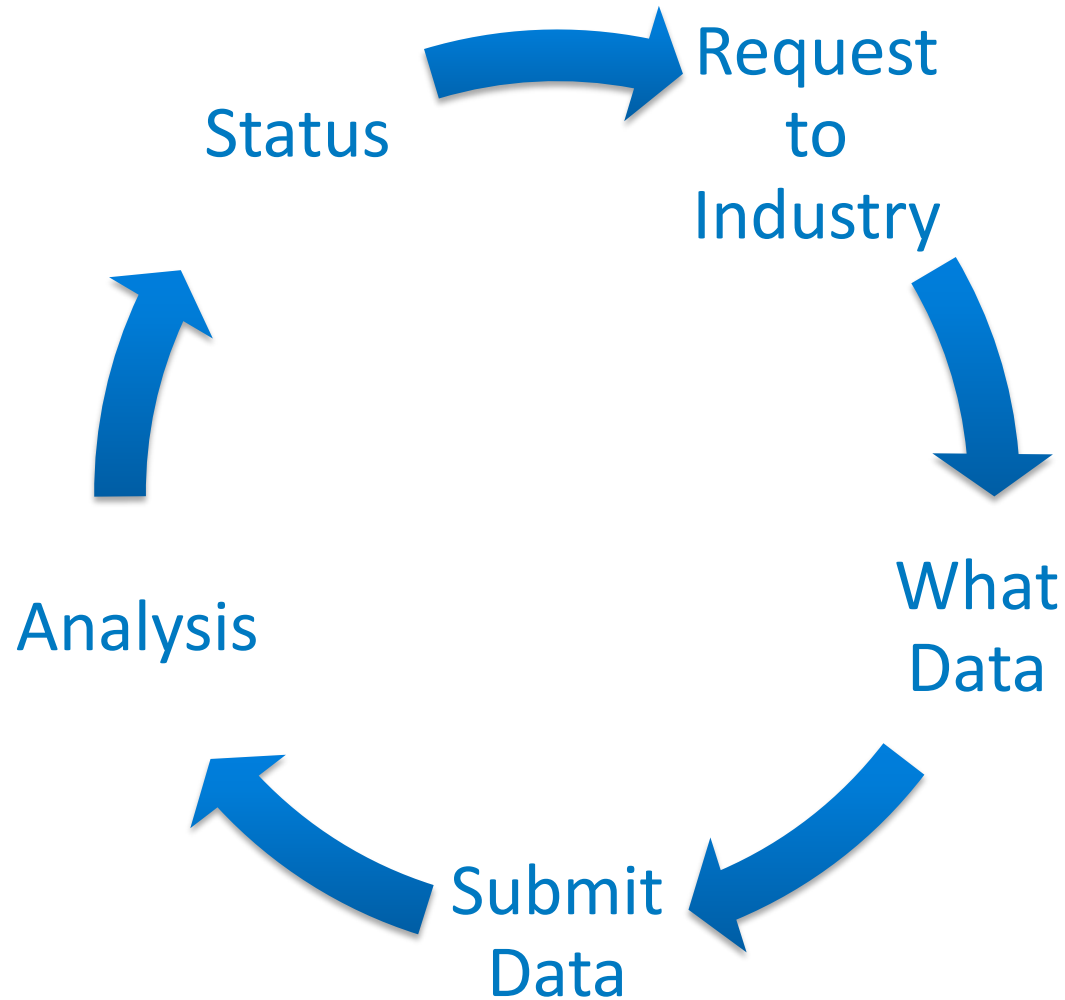 Request
to
Industry
What
Data
Submit
Data
Analysis
Status